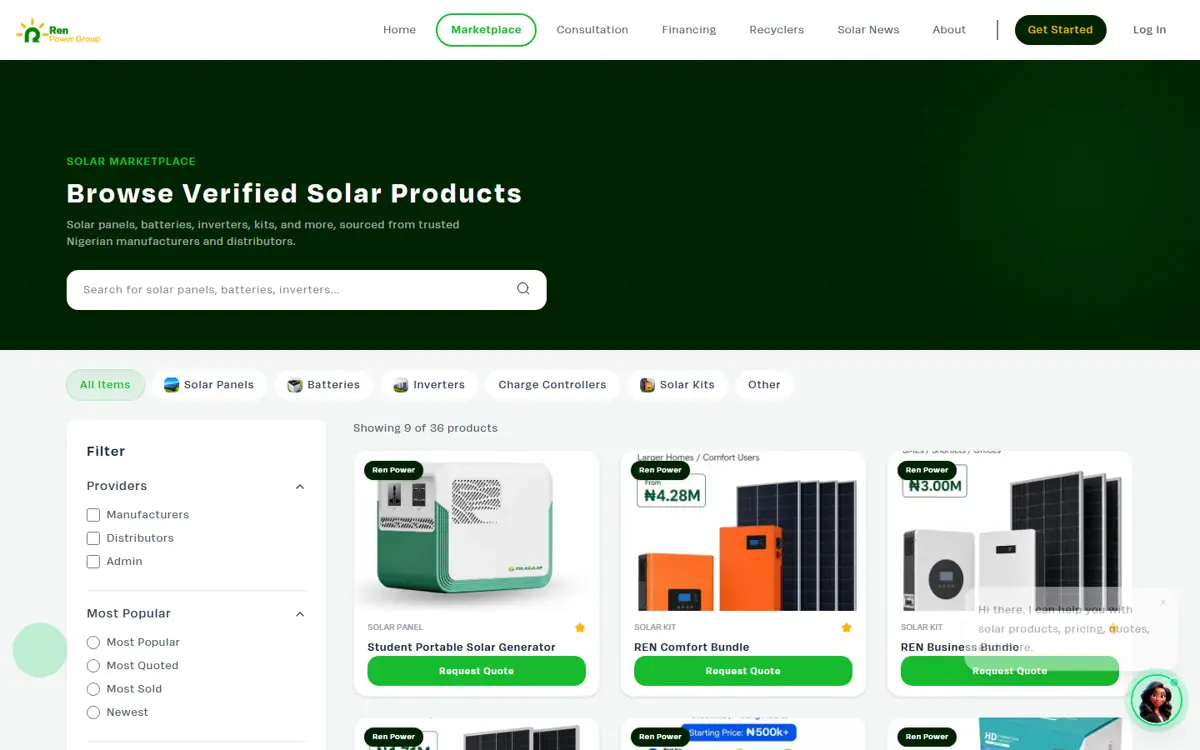 Ren
Power Group
Home
Marketplace
Consultation
Financing
Recyclers
Solar News
About
Get Started
Log In
SOLAR MARKETPLACE
Browse Verified Solar Products
Solar panels, batteries, inverters, kits, and more, sourced from trusted
Nigerian manufacturers and distributors.
Search for solar panels, batteries, inverters...
All Items
Solar Panels
Batteries
Inverters
Charge Controllers
Solar Kits
Other
Filter
Providers
Manufacturers
Distributors
Admin
Most Popular
Most Popular
Most Quoted
Most Sold
Newest
Showing 9 of 36 products
Ren Power
SOLAR PANEL
Student Portable Solar Generator
Request Quote
Larger Homes / Comfort Users
Ren Power
From
₦4.28M
SOLAR KIT
REN Comfort Bundle
Request Quote
Ren Power
₦3.00M
SOLAR KIT
REN Business Bundle
Request Quote
Hi there. I can help you with
solar products, pricing, quotes,
and more.
Ren Power
Ren Power
Starting Price: ₦500k+
Ren Power
HD